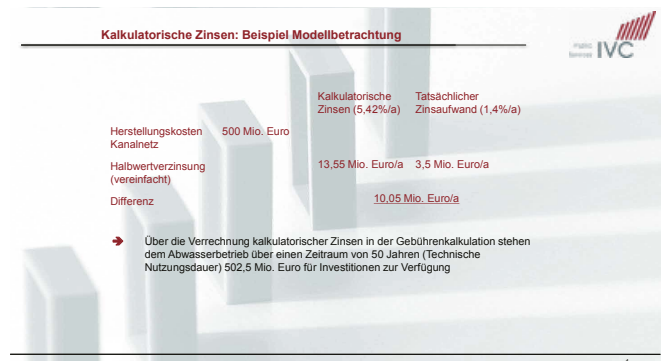 Kalkulatorische Zinsen: Beispiel Modellbetrachtung
IVC
Kalkulatorische Tatsächlicher
Zinsen (5,42%/a) Zinsaufwand (1,4%/a)
Herstellungskosten 500 Mio. Euro
Kanalnetz
Halbwertverzinsung 13,55 Mio. Euro/a 3,5 Mio. Euro/a
(vereinfacht)
Differenz 10,05 Mio. Euro/a
Über die Verrechnung kalkulatorischer Zinsen in der Gebührenkalkulation stehen
dem Abwasserbetrieb über einen Zeitraum von 50 Jahren (Technische
Nutzungsdauer) 502,5 Mio. Euro für Investitionen zur Verfügung